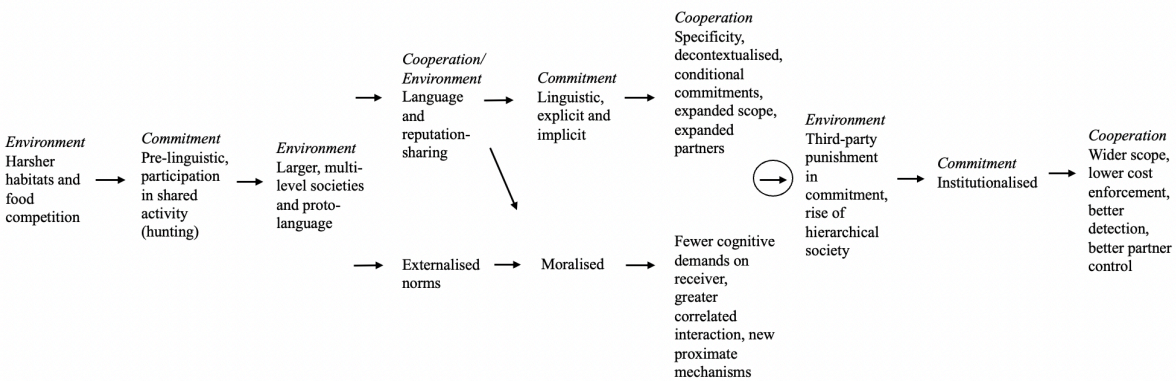 Environment
Harsher
habitats and
food
competition
Commitment
Pre-linguistic,
participation
in shared
activity
(hunting)
Environment
Larger, multi-
level societies
and proto-
language
Cooperation/
Environment
Language
and
reputation-
sharing
Commitment
Linguistic,
explicit and
implicit
Cooperation
Specificity,
decontextualised,
conditional
commitments,
expanded scope,
expanded
partners
Externalised
norms
Moralised
Fewer cognitive
demands on
receiver,
greater
correlated
interaction, new
proximate
mechanisms
Environment
Third-party
punishment
in
commitment,
rise of
hierarchical
society
Commitment
Institutionalised
Cooperation
Wider scope,
lower cost
enforcement,
better
detection,
better partner
control